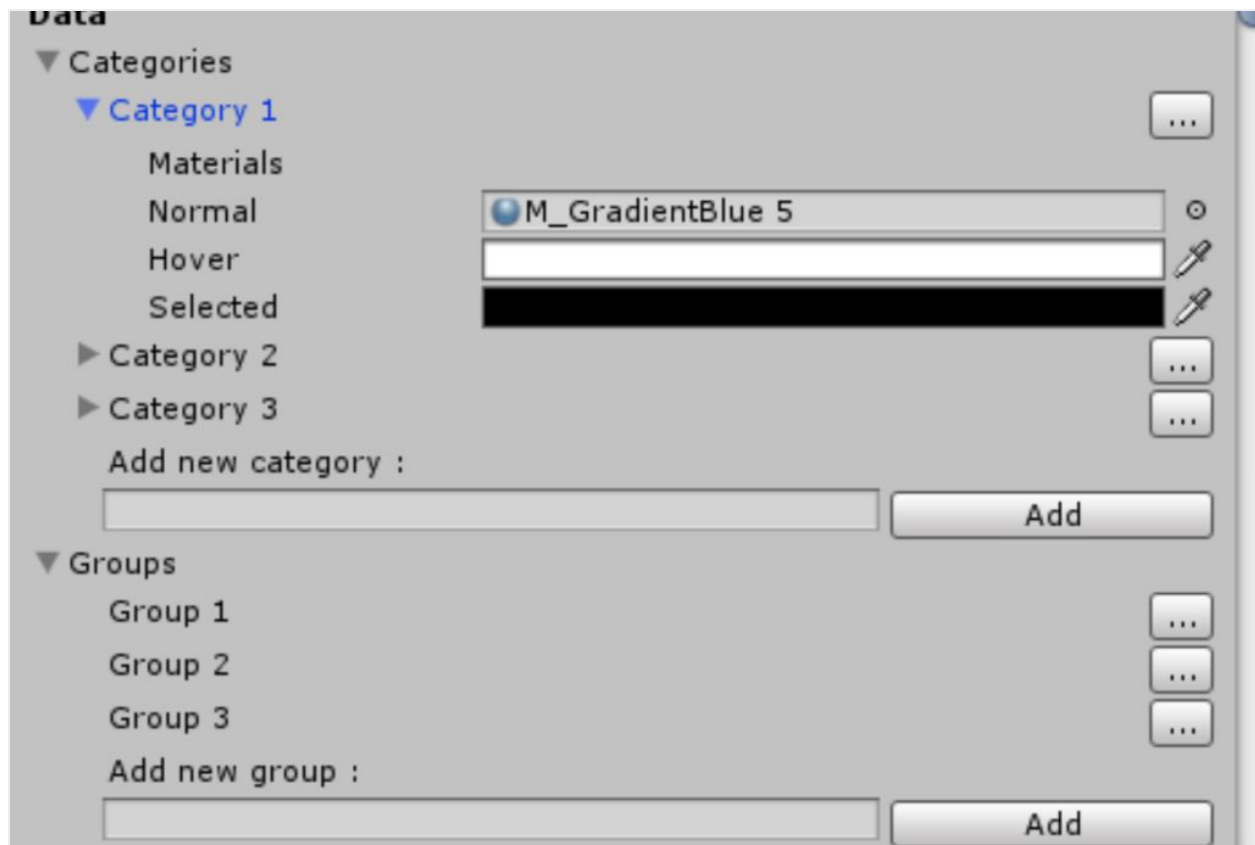 Data
Categories
Category 1 ...
Materials
Normal M_GradientBlue 5
Hover
Selected
Category 2 ...
Category 3 ...
Add new category :
Add
Groups
Group 1 ...
Group 2 ...
Group 3 ...
Add new group :
Add